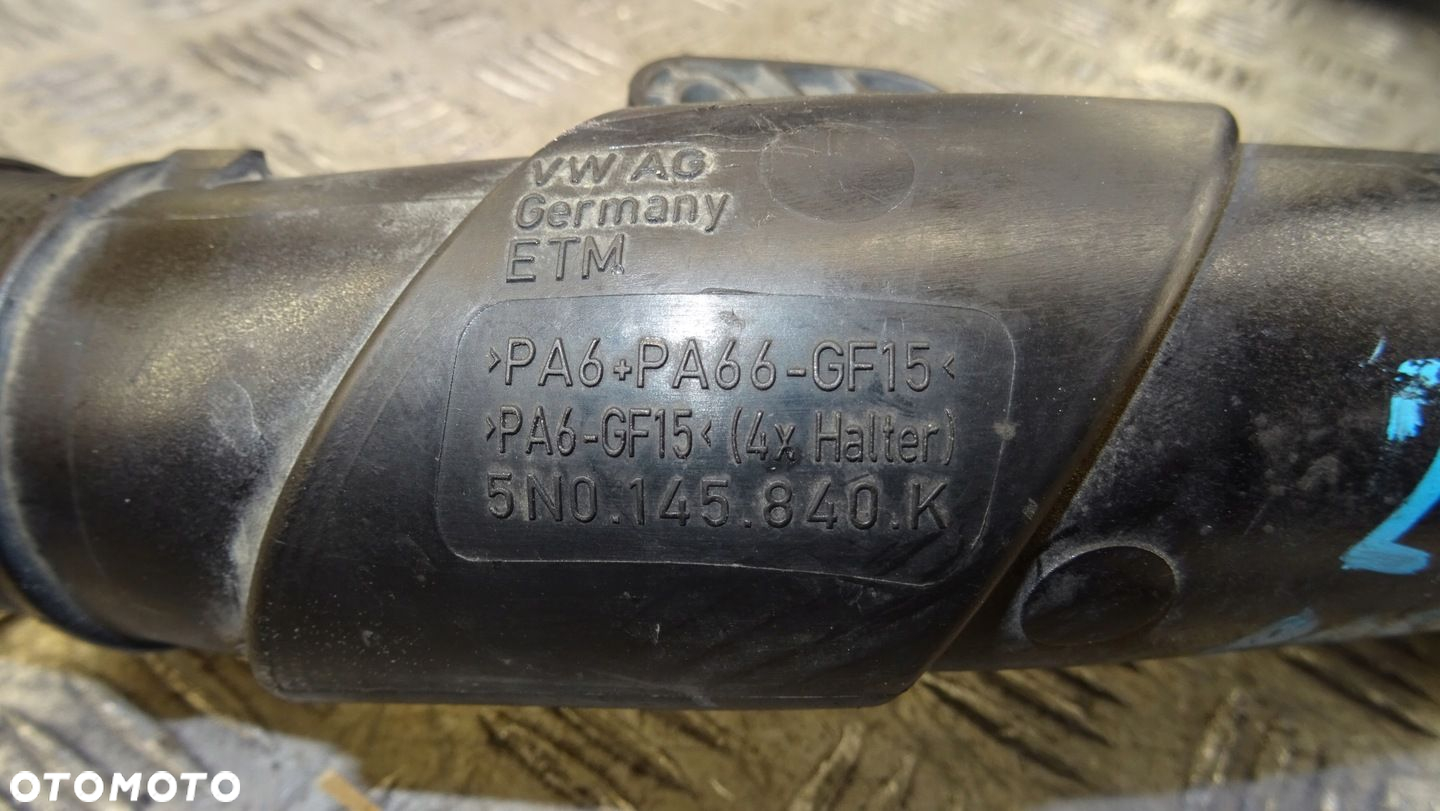 VW AG
Germany
ETM
>PA6+PA66-GF15<
>PA6-GF15< (4x Halter)
5N0.145.840.K
OTOMOTO